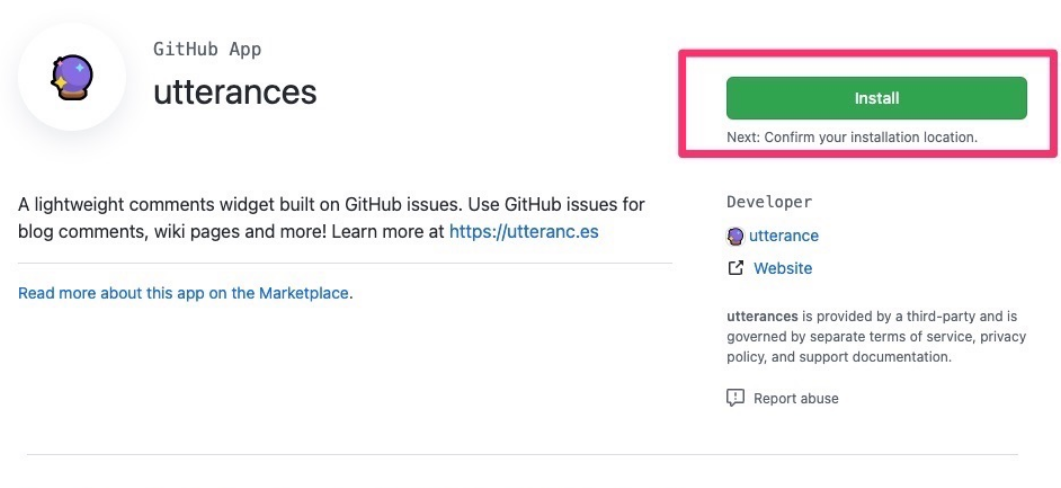 GitHub App
utterances
Install
Next: Confirm your installation location.
A lightweight comments widget built on GitHub issues. Use GitHub issues for
blog comments, wiki pages and more! Learn more at https://utteranc.es
Read more about this app on the Marketplace.
Developer
utterance
Website
utterances is provided by a third-party and is
governed by separate terms of service, privacy
policy, and support documentation.
Report abuse